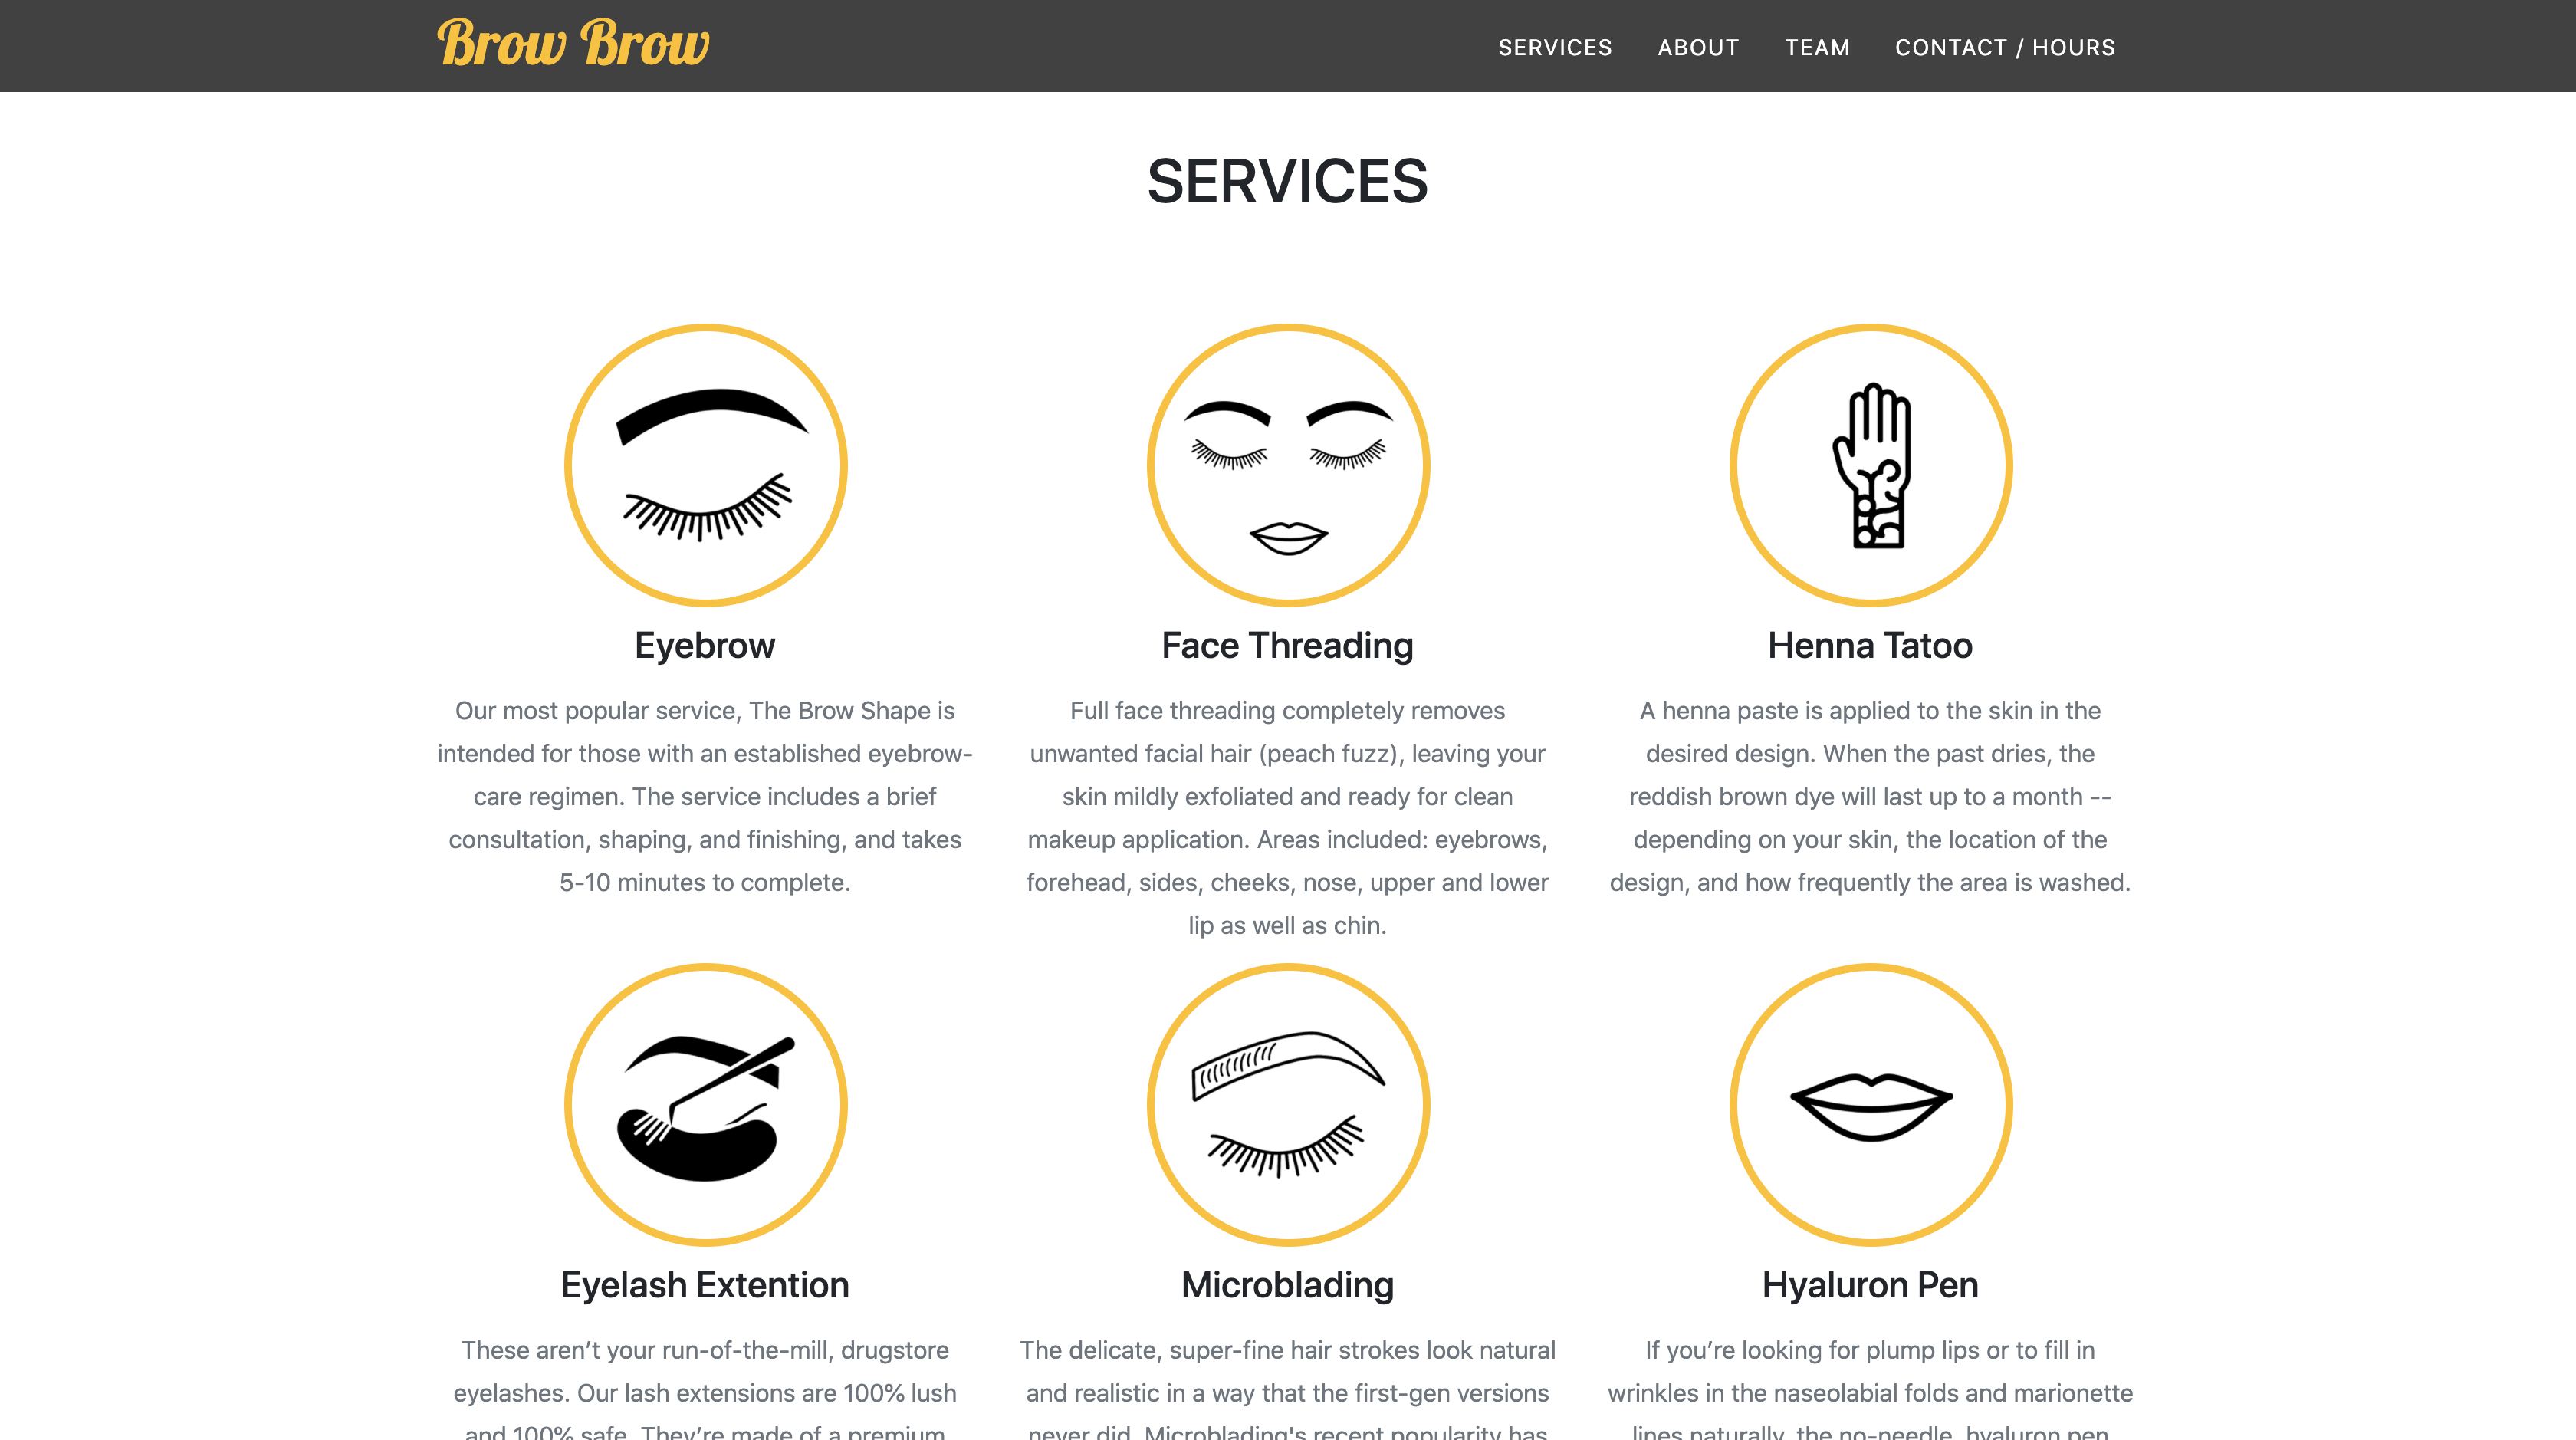 Brow Brow
SERVICES ABOUT TEAM CONTACT / HOURS
SERVICES
Eyebrow
Our most popular service, The Brow Shape is
intended for those with an established eyebrow-
care regimen. The service includes a brief
consultation, shaping, and finishing, and takes
5-10 minutes to complete.
Face Threading
Full face threading completely removes
unwanted facial hair (peach fuzz), leaving your
skin mildly exfoliated and ready for clean
makeup application. Areas included: eyebrows,
forehead, sides, cheeks, nose, upper and lower
lip as well as chin.
Henna Tatoo
A henna paste is applied to the skin in the
desired design. When the past dries, the
reddish brown dye will last up to a month --
depending on your skin, the location of the
design, and how frequently the area is washed.
Eyelash Extention
These aren’t your run-of-the-mill, drugstore
eyelashes. Our lash extensions are 100% lush
and 100% safe. They’re made of a premium
Microblading
The delicate, super-fine hair strokes look natural
and realistic in a way that the first-gen versions
never did. Microblading's recent popularity has
Hyaluron Pen
If you’re looking for plump lips or to fill in
wrinkles in the naseolabial folds and marionette
lines naturally, the no-needle, hyaluron pen